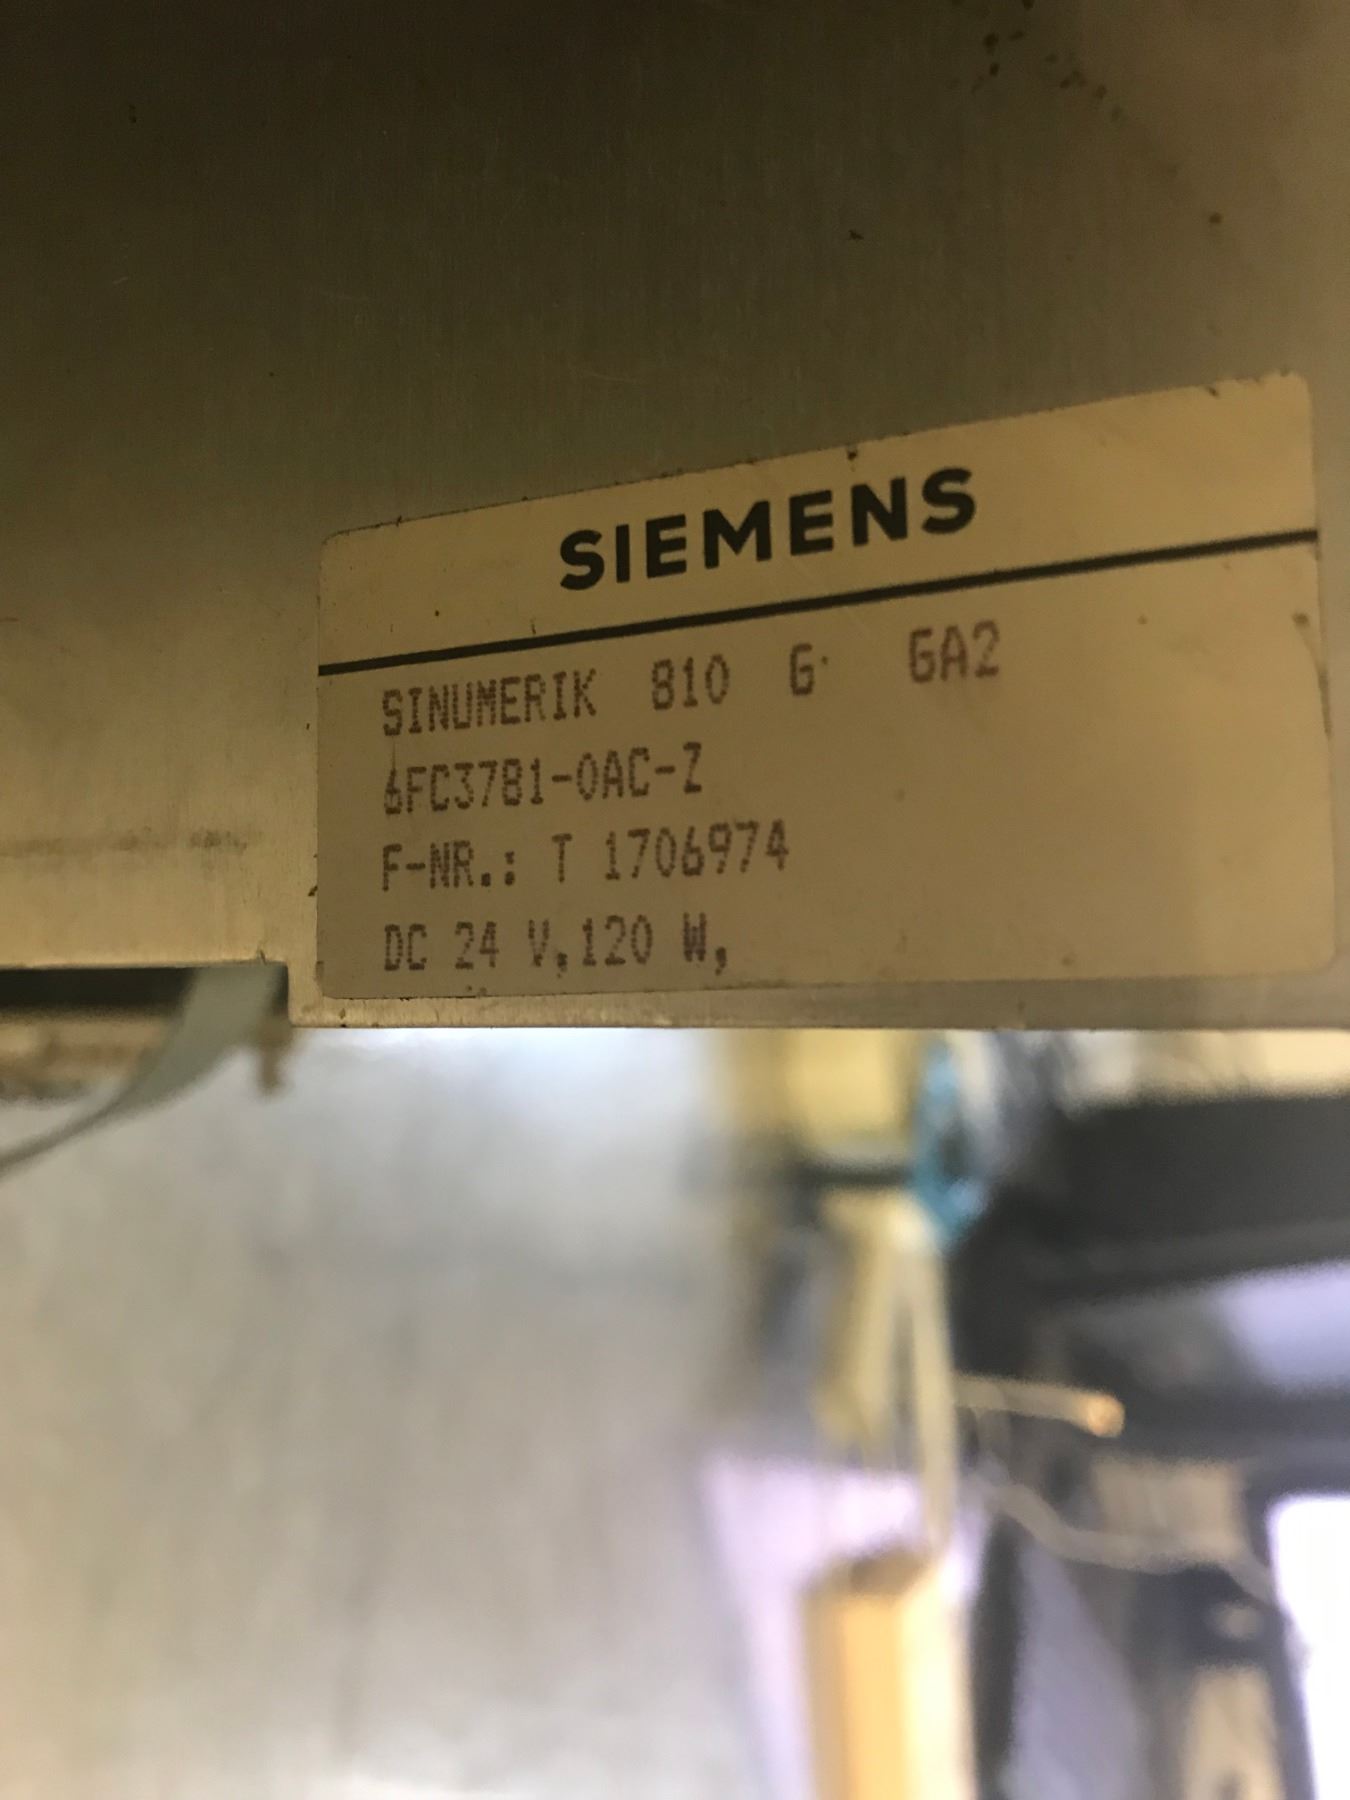 SIEMENS
SINUMERIK 810 G GA2
6FC3781-0AC-Z
F-NR.: T 1706974
DC 24 V,120 W,